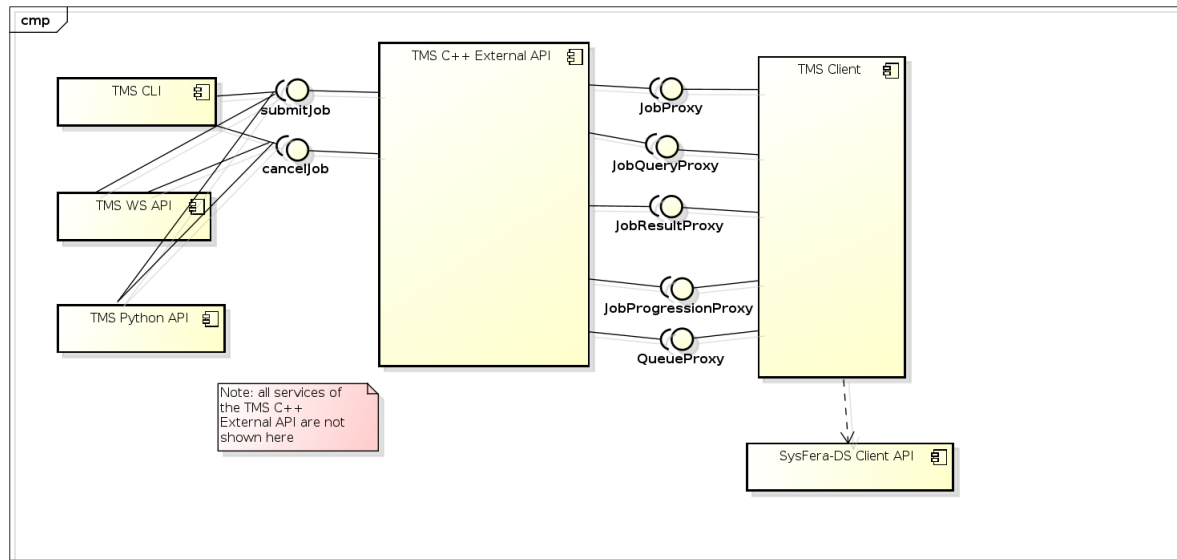 cmp
TMS C++ External API
TMS Client
TMS CLI
submitJob
JobProxy
cancelJob
JobQueryProxy
TMS WS API
JobResultProxy
TMS Python API
JobProgressionProxy
QueueProxy
Note: all services of
the TMS C++
External API are not
shown here
SysFera-DS Client API